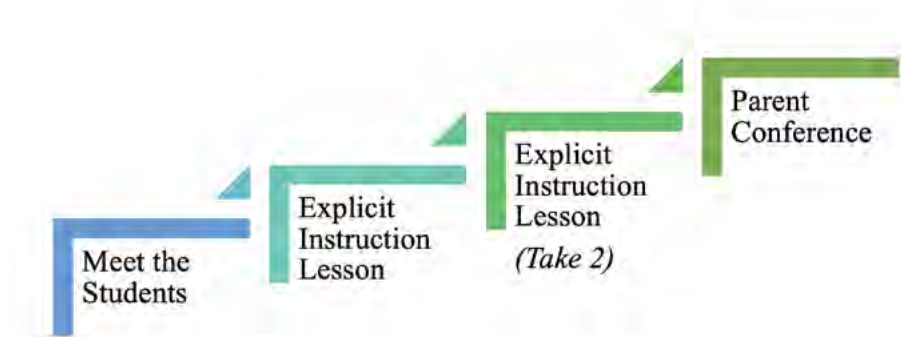 Meet the
Students
Explicit
Instruction
Lesson
Explicit
Instruction
Lesson
(Take 2)
Parent
Conference